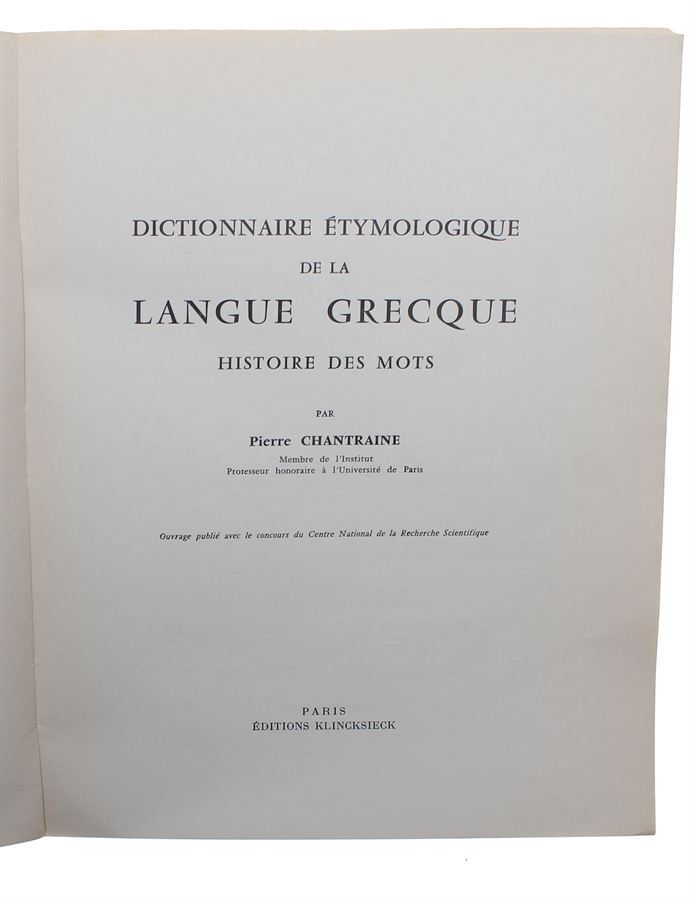 DICTIONNAIRE ÉTYMOLOGIQUE
DE LA
LANGUE GRECQUE
HISTOIRE DES MOTS
PAR
Pierre CHANTRAINE
Membre de l'Institut
Professeur honoraire à l'Université de Paris
Ouvrage publié avec le concours du Centre National de la Recherche Scientifique
PARIS
ÉDITIONS KLINCKSIECK